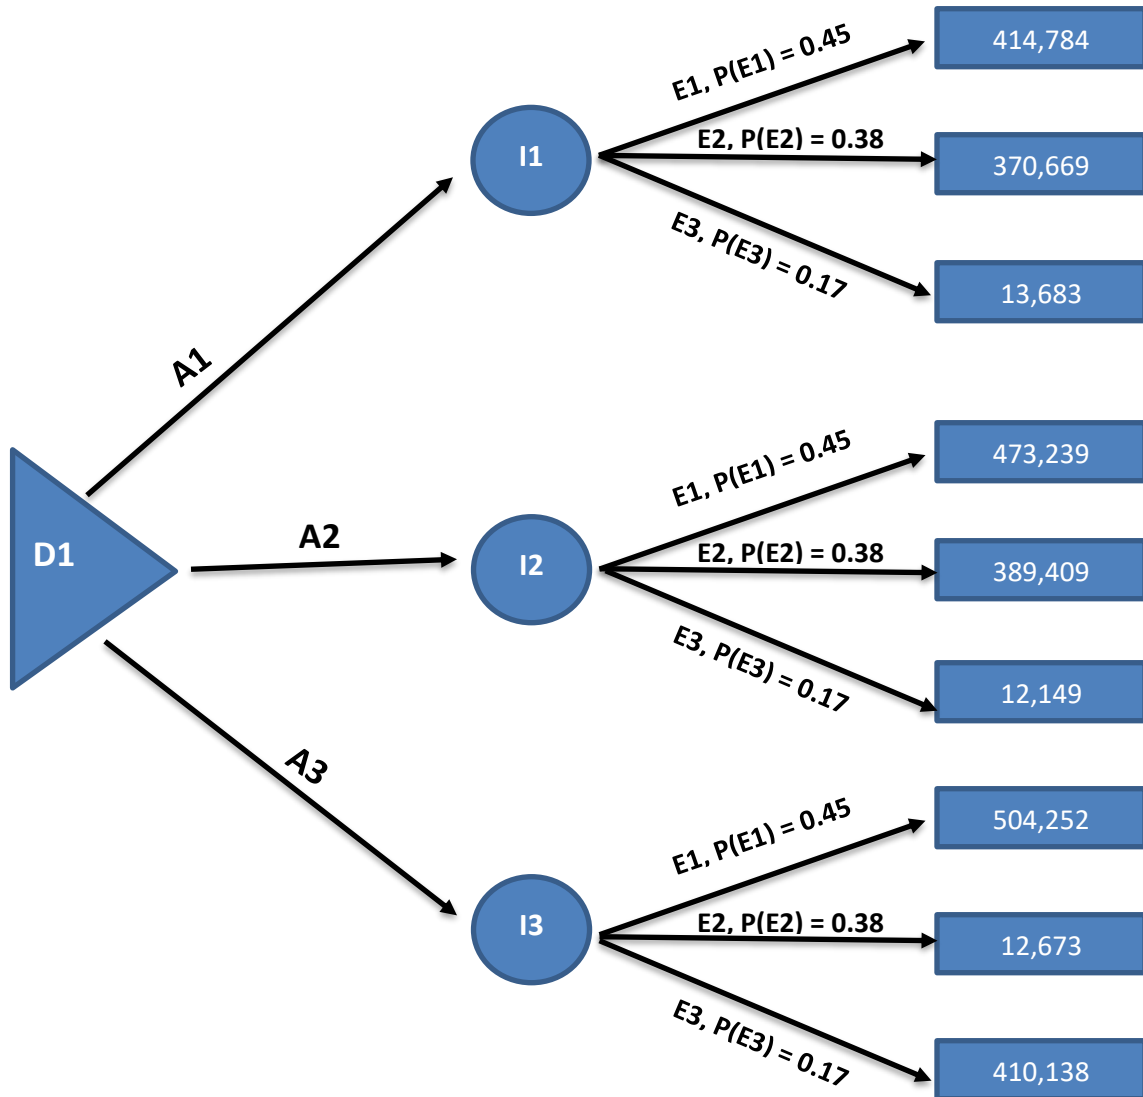 E1, P(E1) = 0.45
414,784
I1
E2, P(E2) = 0.38
370,669
E3, P(E3) = 0.17
13,683
A1
D1
A2
E1, P(E1) = 0.45
473,239
I2
E2, P(E2) = 0.38
389,409
E3, P(E3) = 0.17
12,149
A3
E1, P(E1) = 0.45
504,252
I3
E2, P(E2) = 0.38
12,673
E3, P(E3) = 0.17
410,138